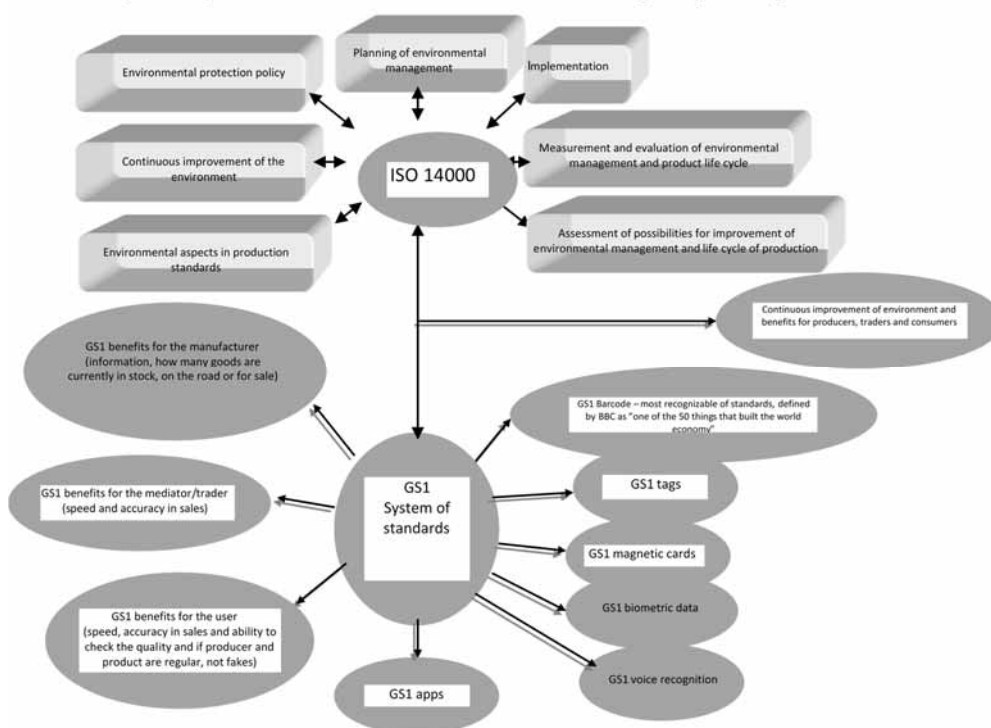 Environmental protection policy
Planning of environmental
management
Implementation
Continuous improvement of the
environment
ISO 14000
Measurement and evaluation of environmental
management and product life cycle
Environmental aspects in production
standards
Assessment of possibilities for improvement of
environmental management and life cycle of production
Continuous improvement of environment and
benefits for producers, traders and consumers
GS1 benefits for the manufacturer
(information, how many goods are
currently in stock, on the road or for sale)
GS1 Barcode – most recognizable of standards, defined
by BBC as "one of the 50 things that built the world
economy"
GS1
System of
standards
GS1 tags
GS1 benefits for the mediator/trader
(speed and accuracy in sales)
GS1 magnetic cards
GS1 biometric data
GS1 benefits for the user
(speed, accuracy in sales and ability to
check the quality and if producer and
product are regular, not fakes)
GS1 voice recognition
GS1 apps